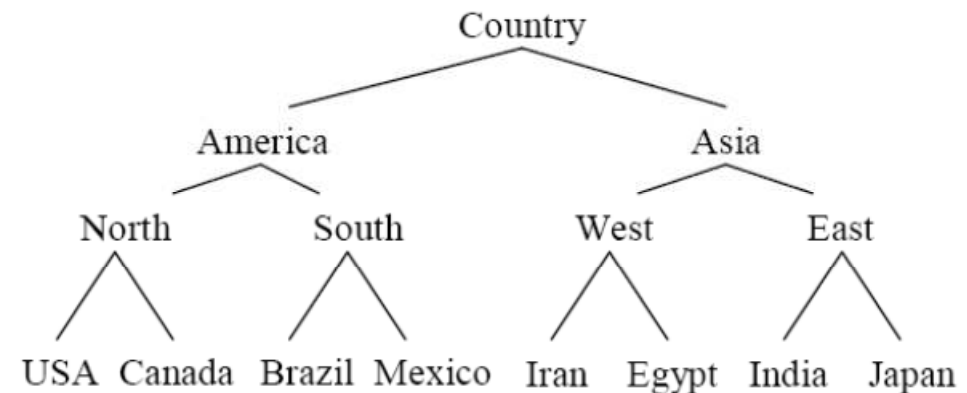 Country
America Asia
North South West East
USA Canada Brazil Mexico Iran Egypt India Japan